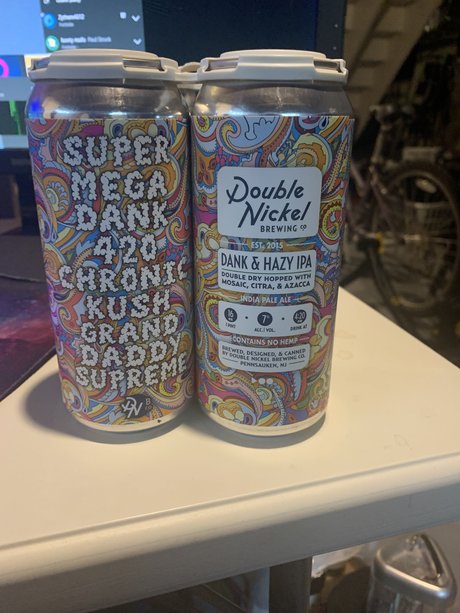 SUPER
MEGA
DANK
420
CHRONIC
KUSH
GRAND
DADDY
SUPREME
DN
Double
Nickel
BREWING CO
EST. 2015
DANK & HAZY IPA
DOUBLE DRY HOPPED WITH
MOSAIC, CITRA, & AZACCA
INDIA PALE ALE
16 7% 4:20
1 PINT ALC./VOL. DRINK AT
CONTAINS NO HEMP
BREWED, DESIGNED, & CANNED
BY DOUBLE NICKEL BREWING CO.
PENNSAUKEN, NJ